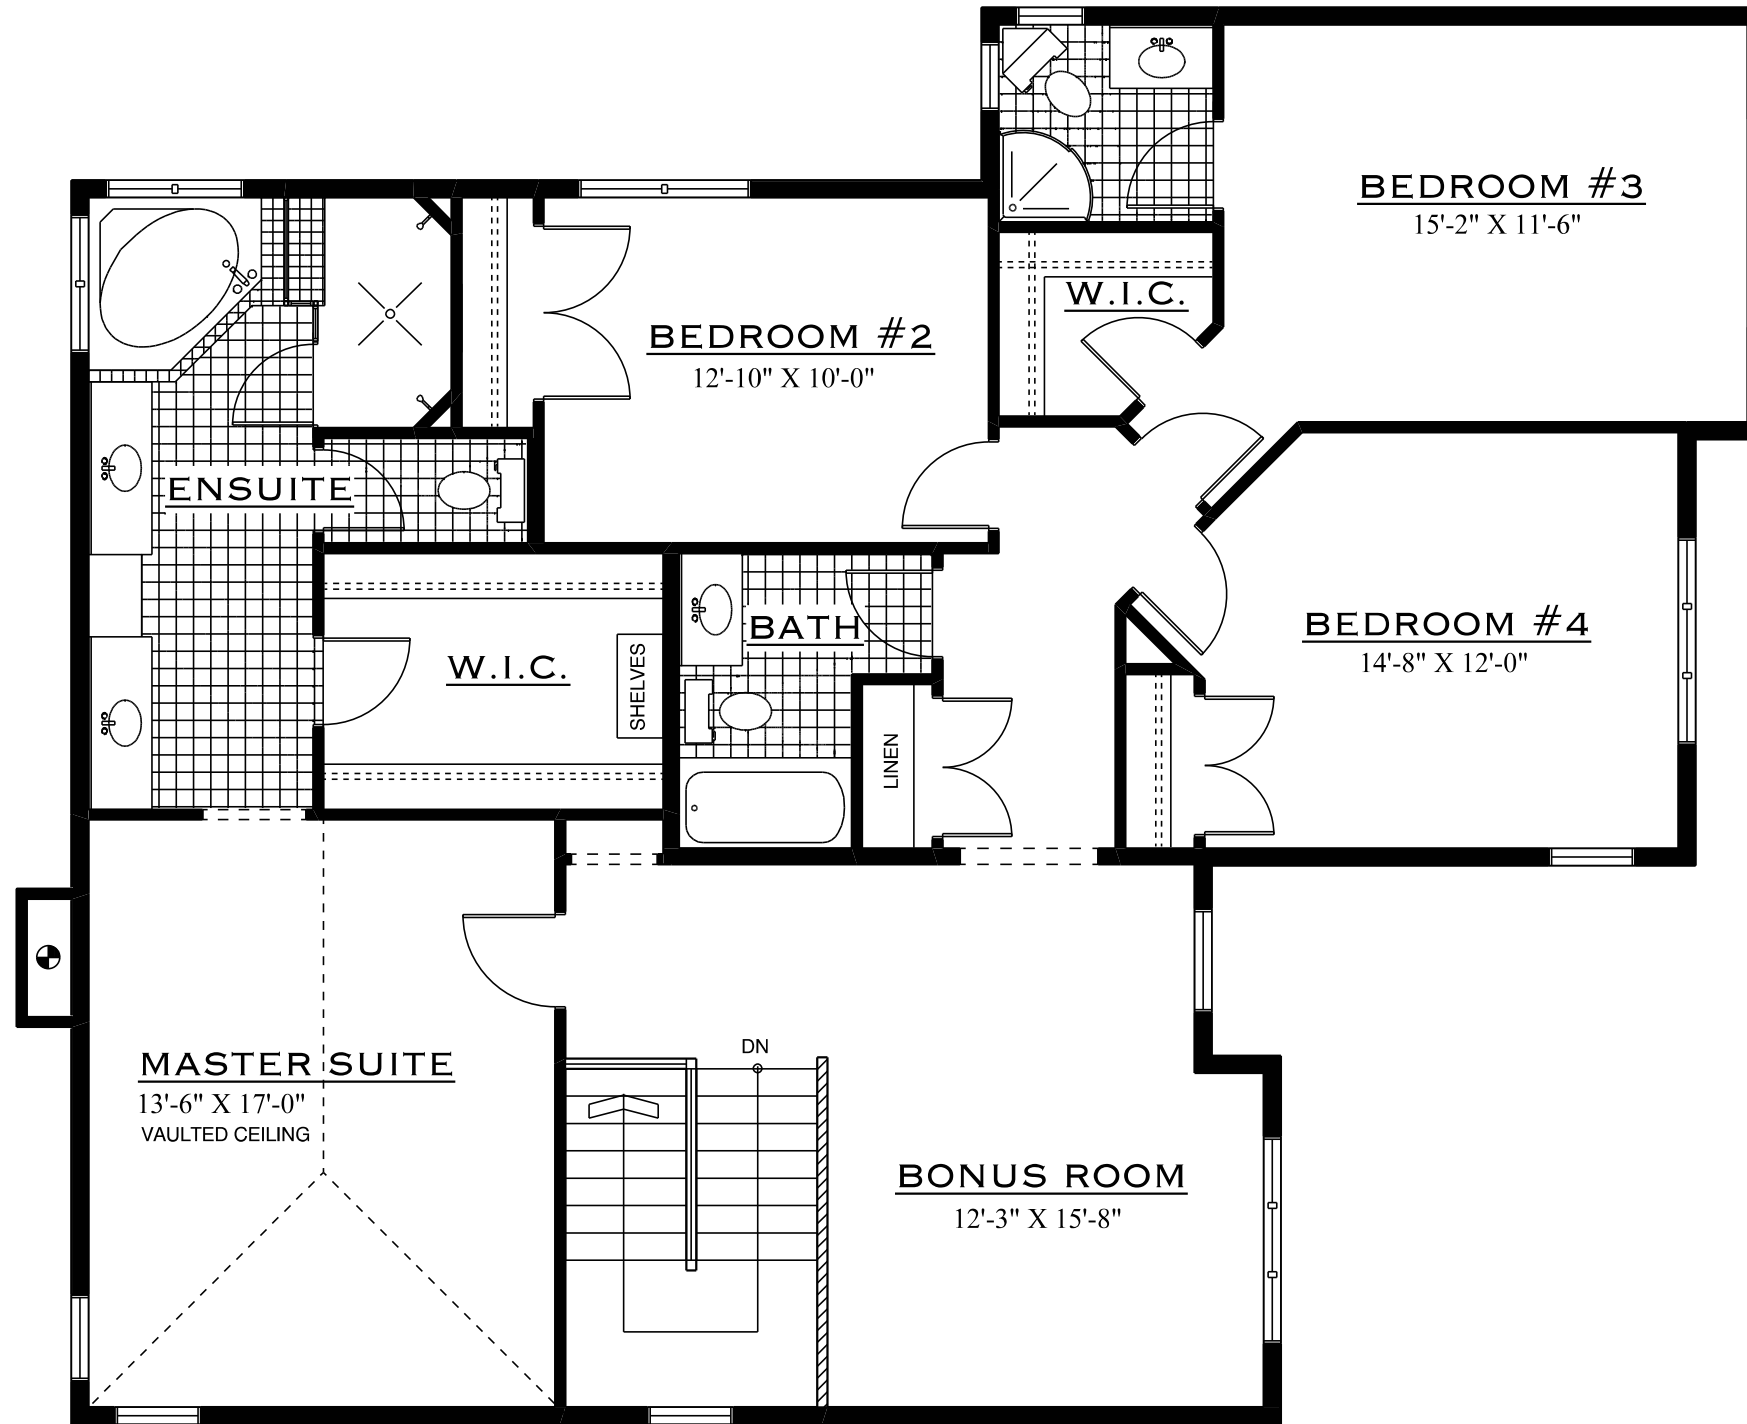 BEDROOM #3
15'-2" X 11'-6"
W.I.C.
BEDROOM #2
12'-10" X 10'-0"
ENSUITE
BATH
BEDROOM #4
14'-8" X 12'-0"
W.I.C.
SHELVES
LINEN
DN
MASTER SUITE
13'-6" X 17'-0"
VAULTED CEILING
BONUS ROOM
12'-3" X 15'-8"